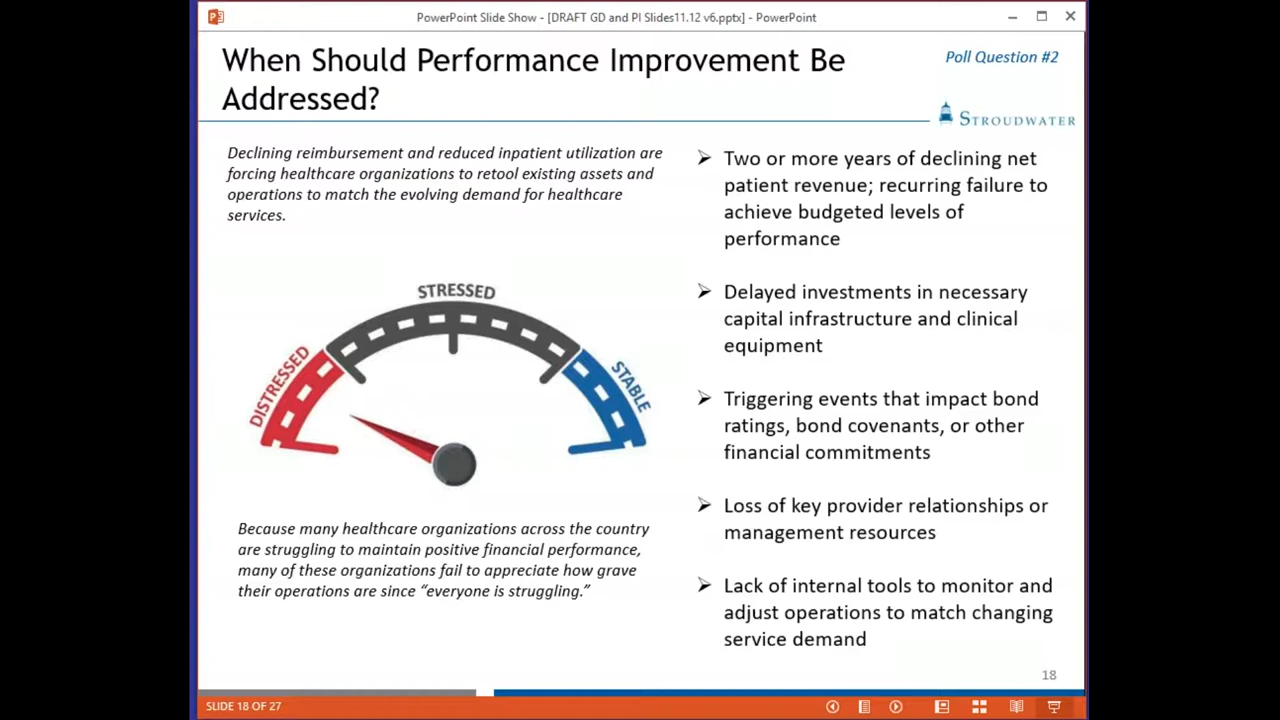 PowerPoint Slide Show - [DRAFT GD and PI Slides11.12 v6.pptx] - PowerPoint
When Should Performance Improvement Be
Addressed?
Poll Question #2
STROUDWATER
Declining reimbursement and reduced inpatient utilization are
forcing healthcare organizations to retool existing assets and
operations to match the evolving demand for healthcare
services.
DISTRESSED
STRESSED
STABLE
Because many healthcare organizations across the country
are struggling to maintain positive financial performance,
many of these organizations fail to appreciate how grave
their operations are since “everyone is struggling.”
➢ Two or more years of declining net
patient revenue; recurring failure to
achieve budgeted levels of
performance
➢ Delayed investments in necessary
capital infrastructure and clinical
equipment
➢ Triggering events that impact bond
ratings, bond covenants, or other
financial commitments
➢ Loss of key provider relationships or
management resources
➢ Lack of internal tools to monitor and
adjust operations to match changing
service demand
18
SLIDE 18 OF 27